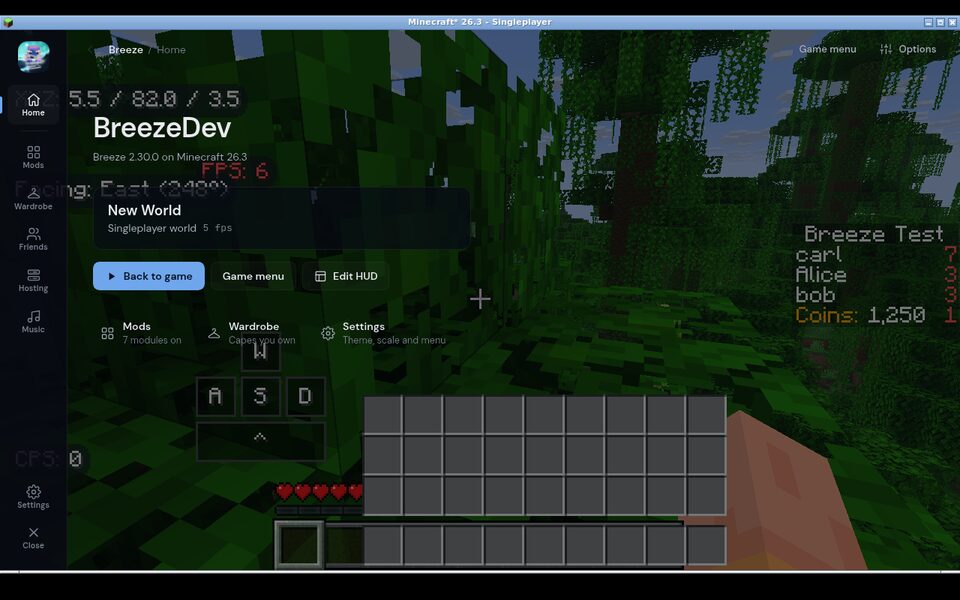 Minecraft* 26.3 - Singleplayer
Breeze / Home
Game menu
Options
5.5 / 82.0 / 3.5
Home
BreezeDev
Breeze 2.30.0 on Minecraft 26.3
FPS: 6
Mods
Facing: East (248°)
Wardrobe
New World
Singleplayer world 5 fps
Friends
Breeze Test
carl 7
Alice 3
bob 3
Coins: 1,250 1
Hosting
Back to game
Game menu
Edit HUD
Music
Mods
7 modules on
Wardrobe
Capes you own
Settings
Theme, scale and menu
W
A S D
^
CPS: 0
Settings
Close